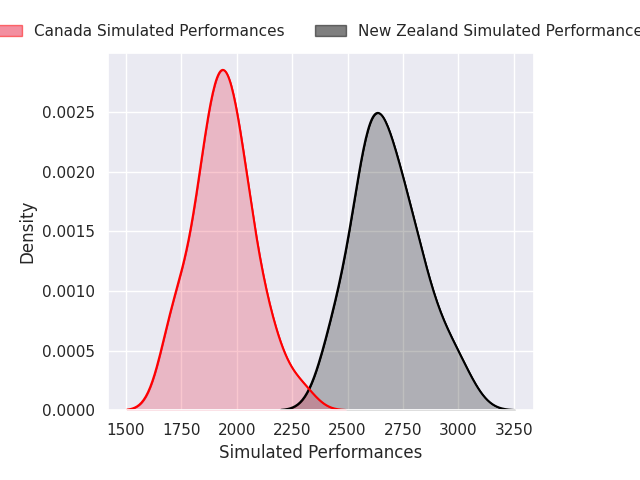 Canada Simulated Performances New Zealand Simulated Performance
0.0025
0.0020
0.0015
0.0010
0.0005
0.0000
Density
1500 1750 2000 2250 2500 2750 3000 3250
Simulated Performances